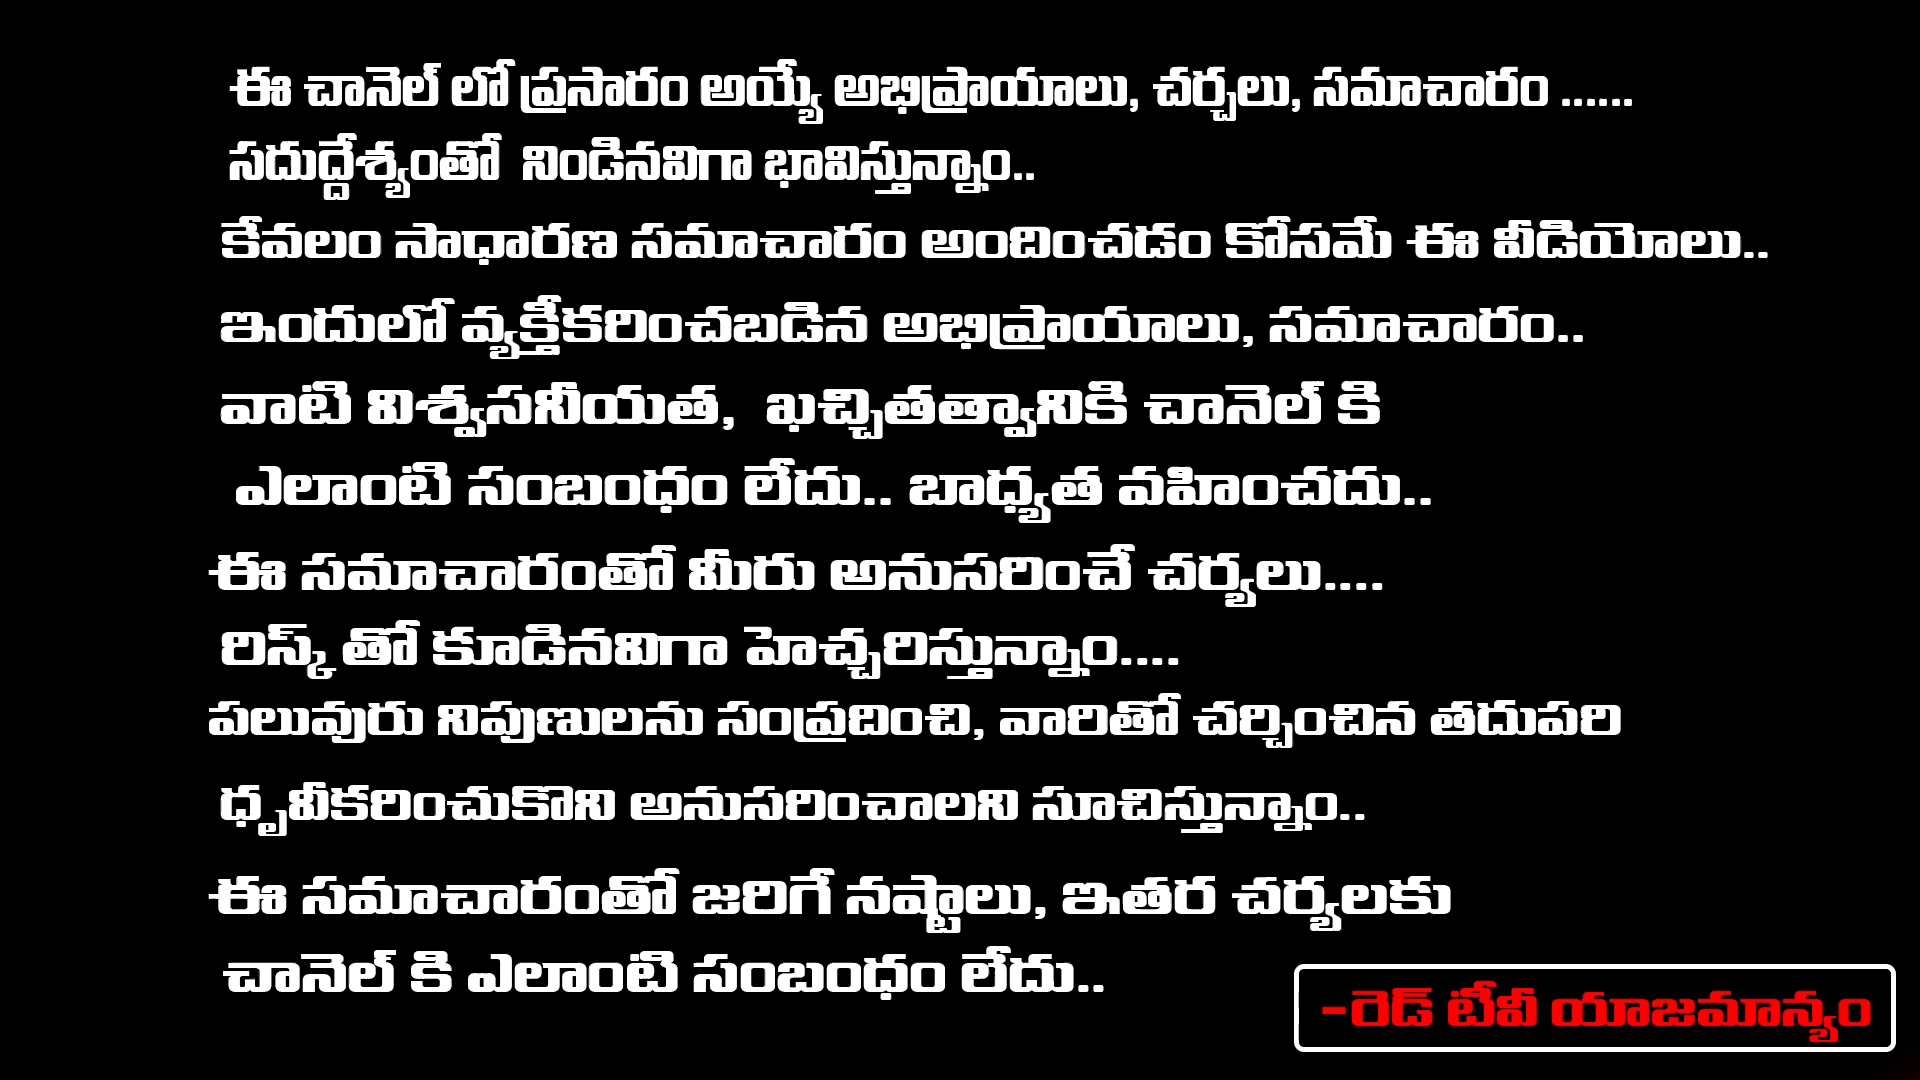 ఈ చానెల్ లో ప్రసారం అయ్యే అభిప్రాయాలు, చర్చలు, సమాచారం ......
సదుద్దేశ్యంతో నిండినవిగా భావిస్తున్నాం..
కేవలం సాధారణ సమాచారం అందించడం కోసమే ఈ వీడియోలు..
ఇందులో వ్యక్తీకరించబడిన అభిప్రాయాలు, సమాచారం..
వాటి విశ్వసనీయత, ఖచ్చితత్వానికి చానెల్ కి
ఎలాంటి సంబంధం లేదు.. బాధ్యత వహించదు..
ఈ సమాచారంతో మీరు అనుసరించే చర్యలు....
రిస్క్ తో కూడినవిగా హెచ్చరిస్తున్నాం....
పలువురు నిపుణులను సంప్రదించి, వారితో చర్చించిన తదుపరి
ధృవీకరించుకొని అనుసరించాలని సూచిస్తున్నాం..
ఈ సమాచారంతో జరిగే నష్టాలు, ఇతర చర్యలకు
చానెల్ కి ఎలాంటి సంబంధం లేదు..
-రెడ్ టీవీ యాజమాన్యం